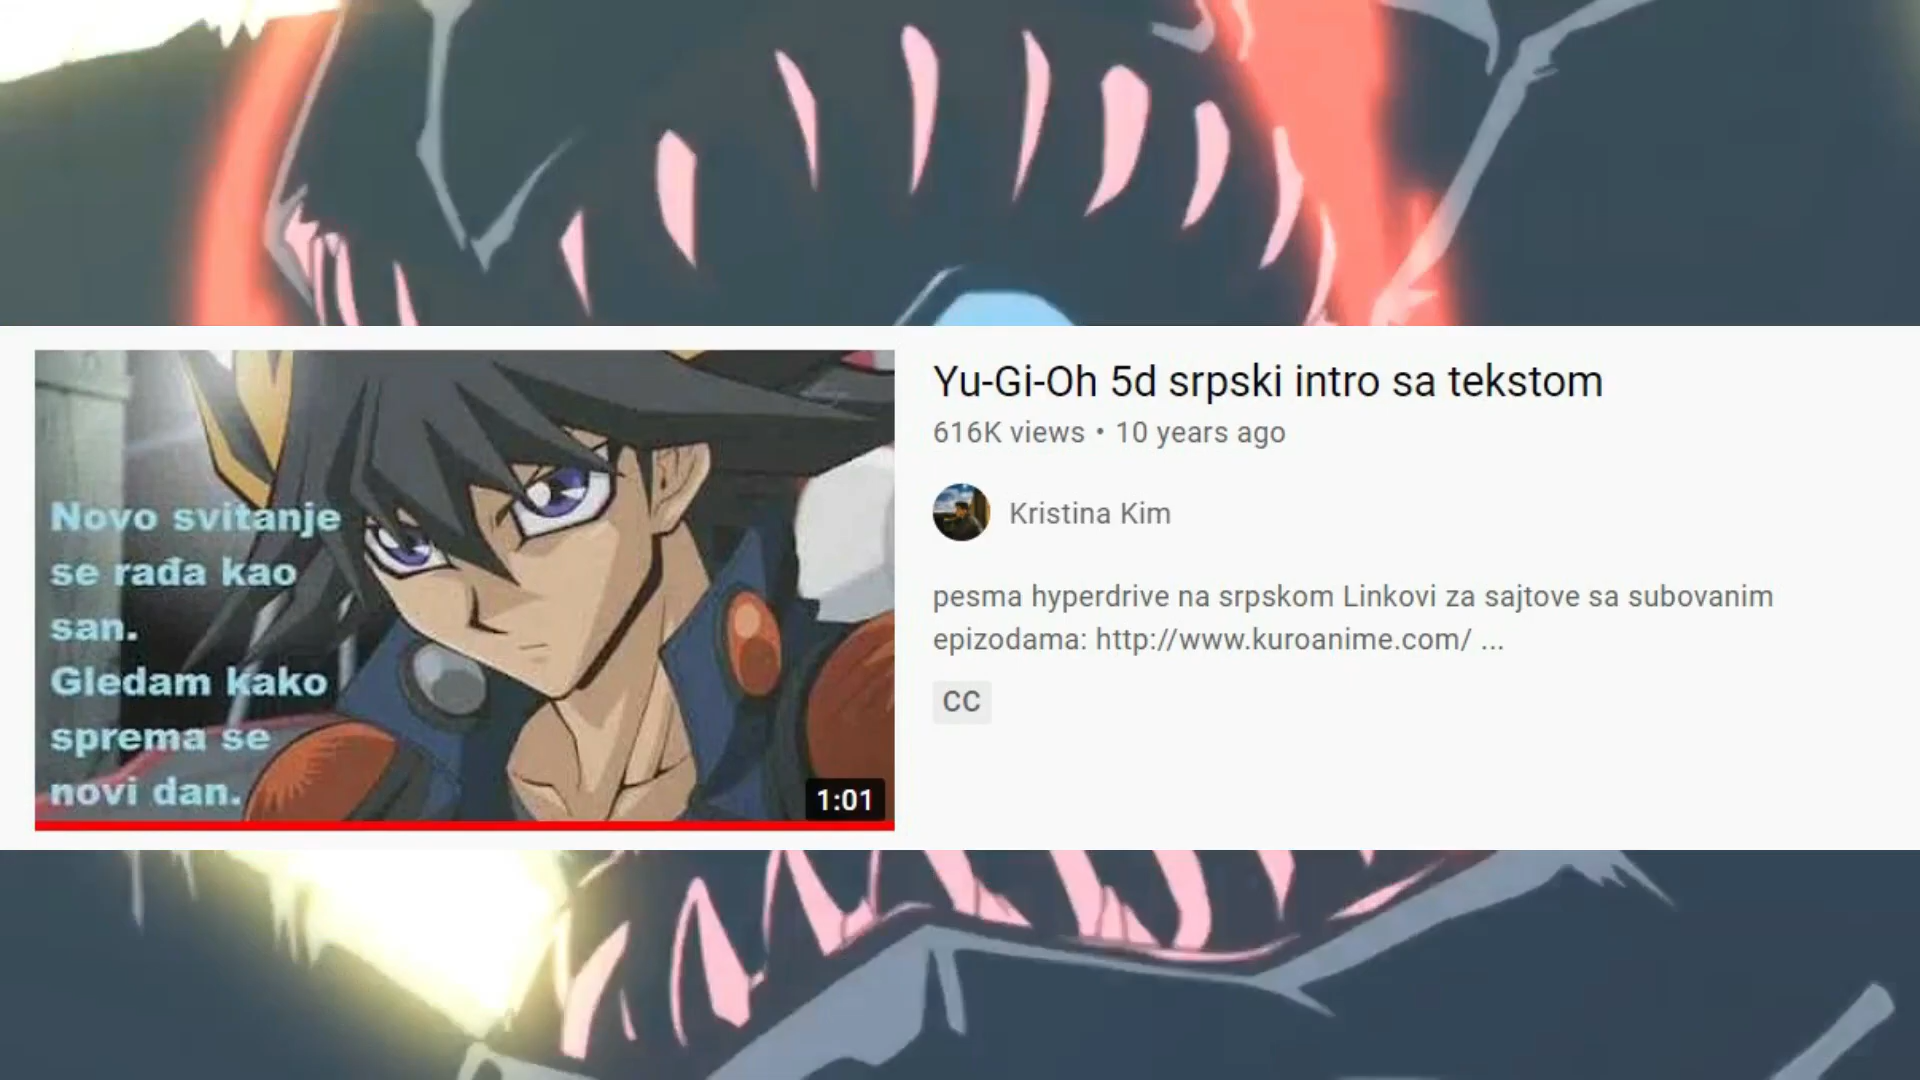 Novo svitanje
se rađa kao
san.
Gledam kako
sprema se
novi dan.
1:01
Yu-Gi-Oh 5d srpski intro sa tekstom
616K views • 10 years ago
Kristina Kim
pesma hyperdrive na srpskom Linkovi za sajtove sa subovanim
epizodama: http://www.kuroanime.com/ ...
CC